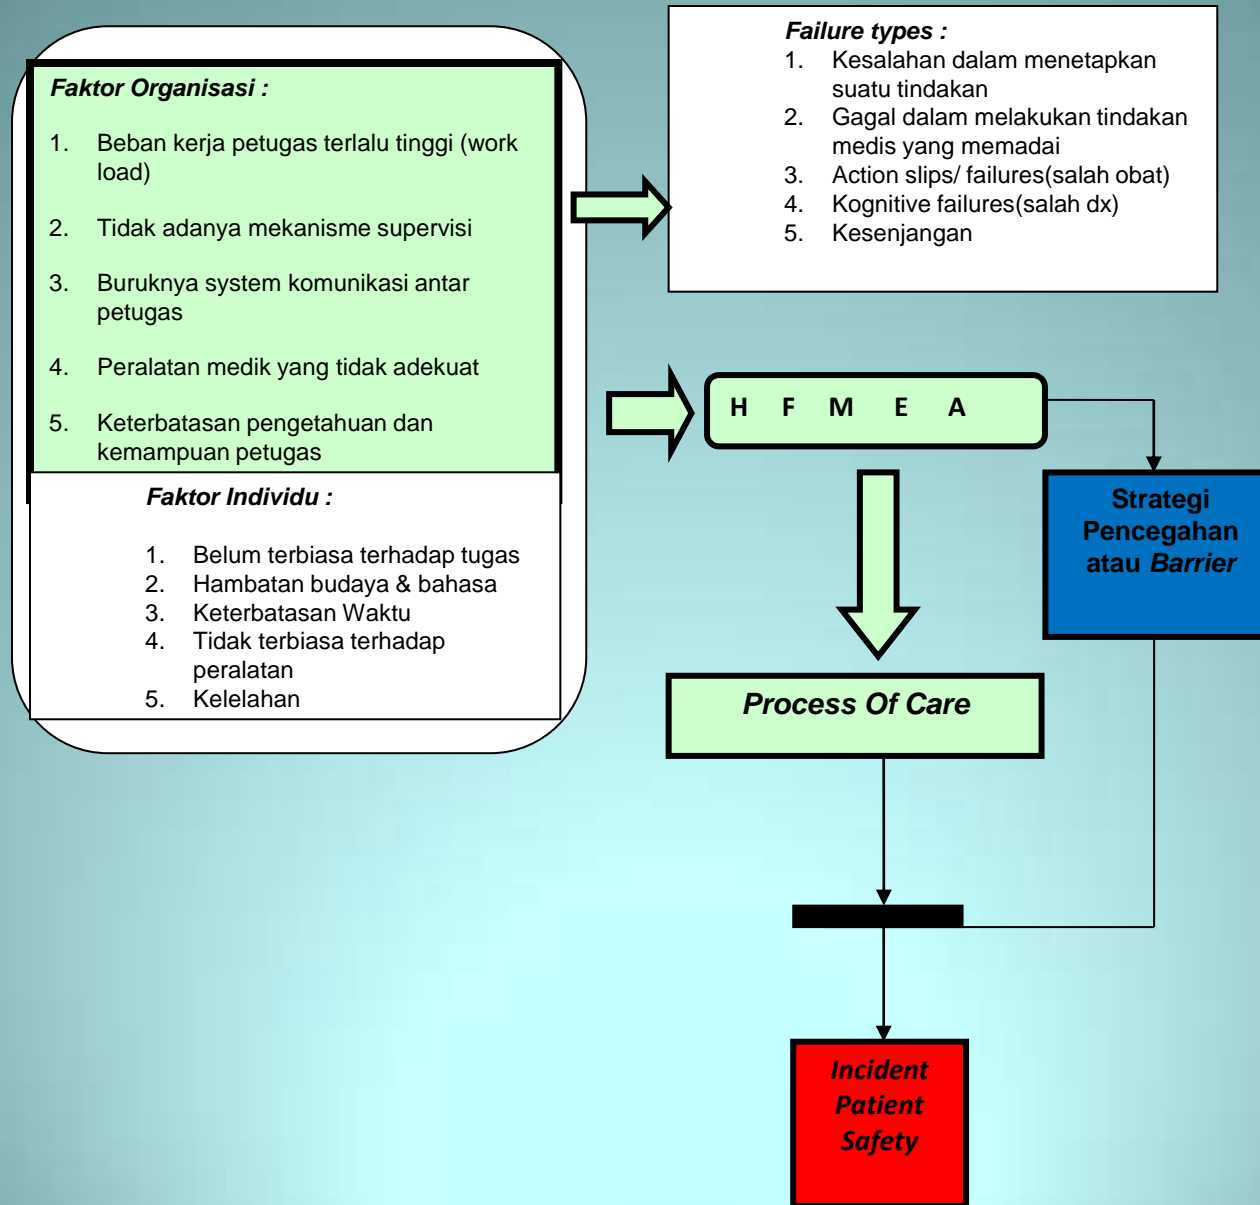 Faktor Organisasi :
1. Beban kerja petugas terlalu tinggi (work
load)
2. Tidak adanya mekanisme supervisi
3. Buruknya system komunikasi antar
petugas
4. Peralatan medik yang tidak adekuat
5. Keterbatasan pengetahuan dan
kemampuan petugas
Faktor Individu :
1. Belum terbiasa terhadap tugas
2. Hambatan budaya & bahasa
3. Keterbatasan Waktu
4. Tidak terbiasa terhadap
peralatan
5. Kelelahan
Failure types :
1. Kesalahan dalam menetapkan
suatu tindakan
2. Gagal dalam melakukan tindakan
medis yang memadai
3. Action slips/ failures(salah obat)
4. Kognitive failures(salah dx)
5. Kesenjangan
H F M E A
Strategi
Pencegahan
atau Barrier
Process Of Care
Incident
Patient
Safety